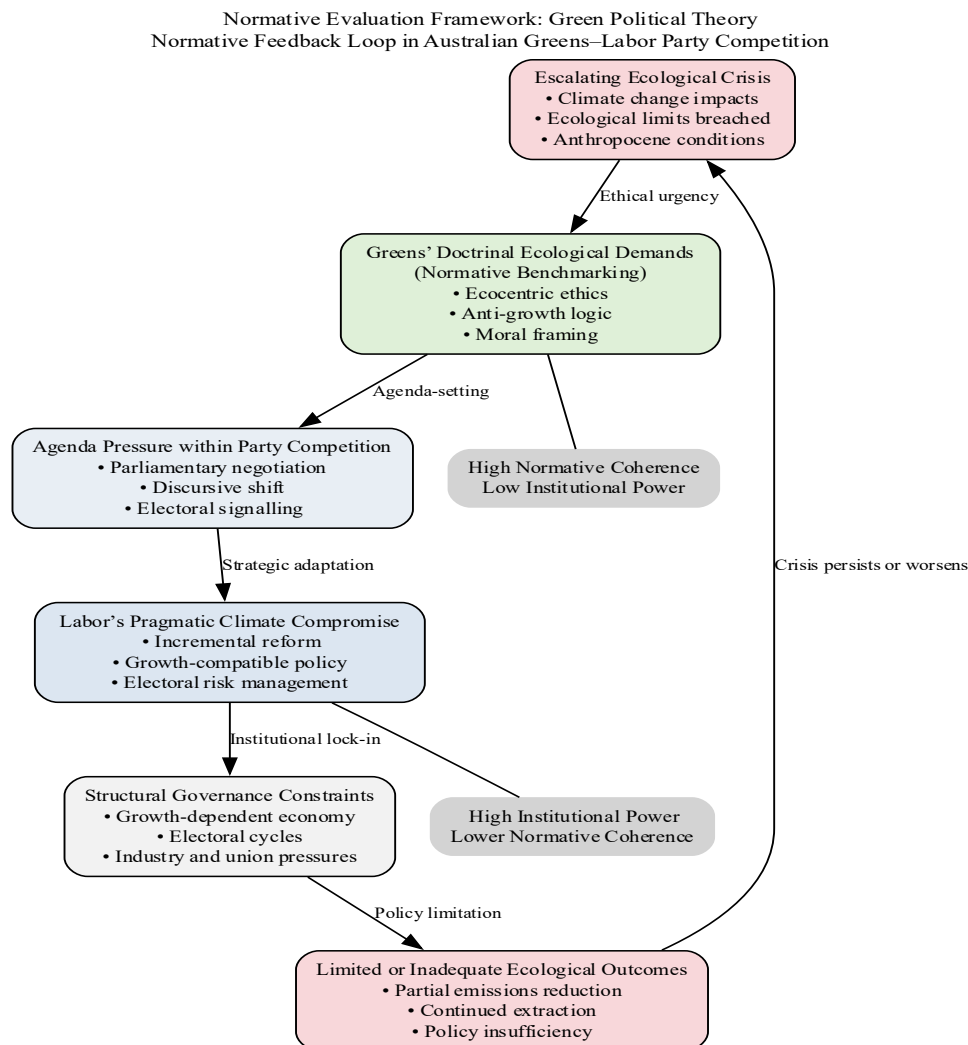 Normative Evaluation Framework: Green Political Theory
Normative Feedback Loop in Australian Greens–Labor Party Competition
Escalating Ecological Crisis
• Climate change impacts
• Ecological limits breached
• Anthropocene conditions
Ethical urgency
Greens’ Doctrinal Ecological Demands
(Normative Benchmarking)
• Ecocentric ethics
• Anti-growth logic
• Moral framing
Agenda-setting
Agenda Pressure within Party Competition
• Parliamentary negotiation
• Discursive shift
• Electoral signalling
High Normative Coherence
Low Institutional Power
Strategic adaptation
Crisis persists or worsens
Labor’s Pragmatic Climate Compromise
• Incremental reform
• Growth-compatible policy
• Electoral risk management
Institutional lock-in
Structural Governance Constraints
• Growth-dependent economy
• Electoral cycles
• Industry and union pressures
High Institutional Power
Lower Normative Coherence
Policy limitation
Limited or Inadequate Ecological Outcomes
• Partial emissions reduction
• Continued extraction
• Policy insufficiency